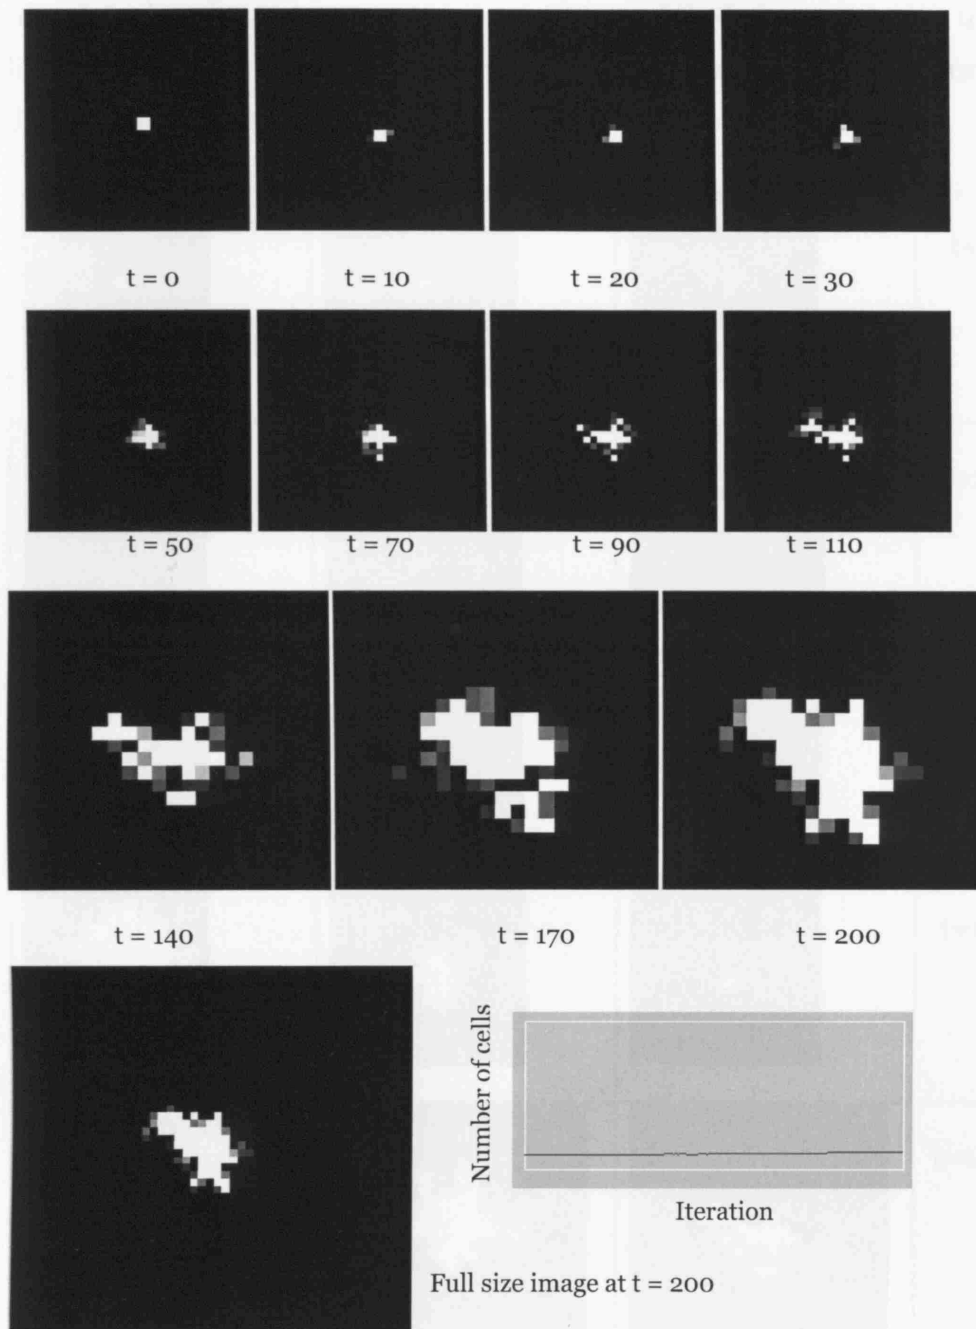 t = 0
t = 10
t = 20
t = 30
t = 50
t = 70
t = 90
t = 110
t = 140
t = 170
t = 200
Number of cells
Iteration
Full size image at t = 200